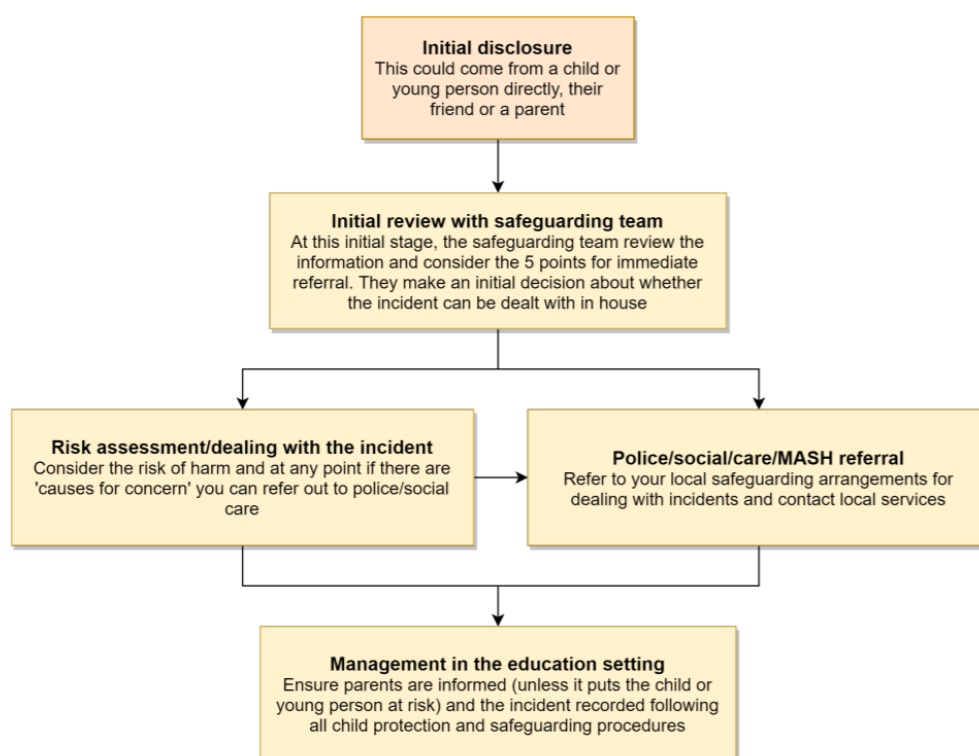 Initial disclosure
This could come from a child or
young person directly, their
friend or a parent
Initial review with safeguarding team
At this initial stage, the safeguarding team review the
information and consider the 5 points for immediate
referral. They make an initial decision about whether
the incident can be dealt with in house
Risk assessment/dealing with the incident
Consider the risk of harm and at any point if there are
'causes for concern' you can refer out to police/social
care
Police/social/care/MASH referral
Refer to your local safeguarding arrangements for
dealing with incidents and contact local services
Management in the education setting
Ensure parents are informed (unless it puts the child or
young person at risk) and the incident recorded following
all child protection and safeguarding procedures